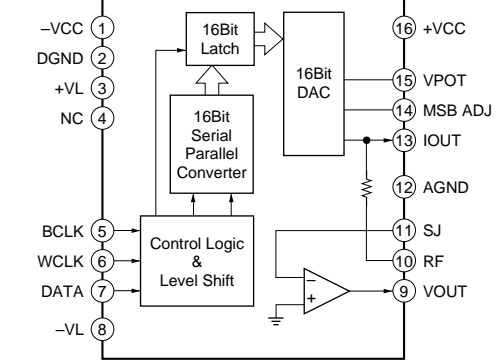 –VCC 1
DGND 2
+VL 3
NC 4
BCLK 5
WCLK 6
DATA 7
–VL 8
16Bit
Latch
16Bit
Serial
Parallel
Converter
Control Logic
&
Level Shift
16Bit
DAC
–
+
16 +VCC
15 VPOT
14 MSB ADJ
13 IOUT
12 AGND
11 SJ
10 RF
9 VOUT